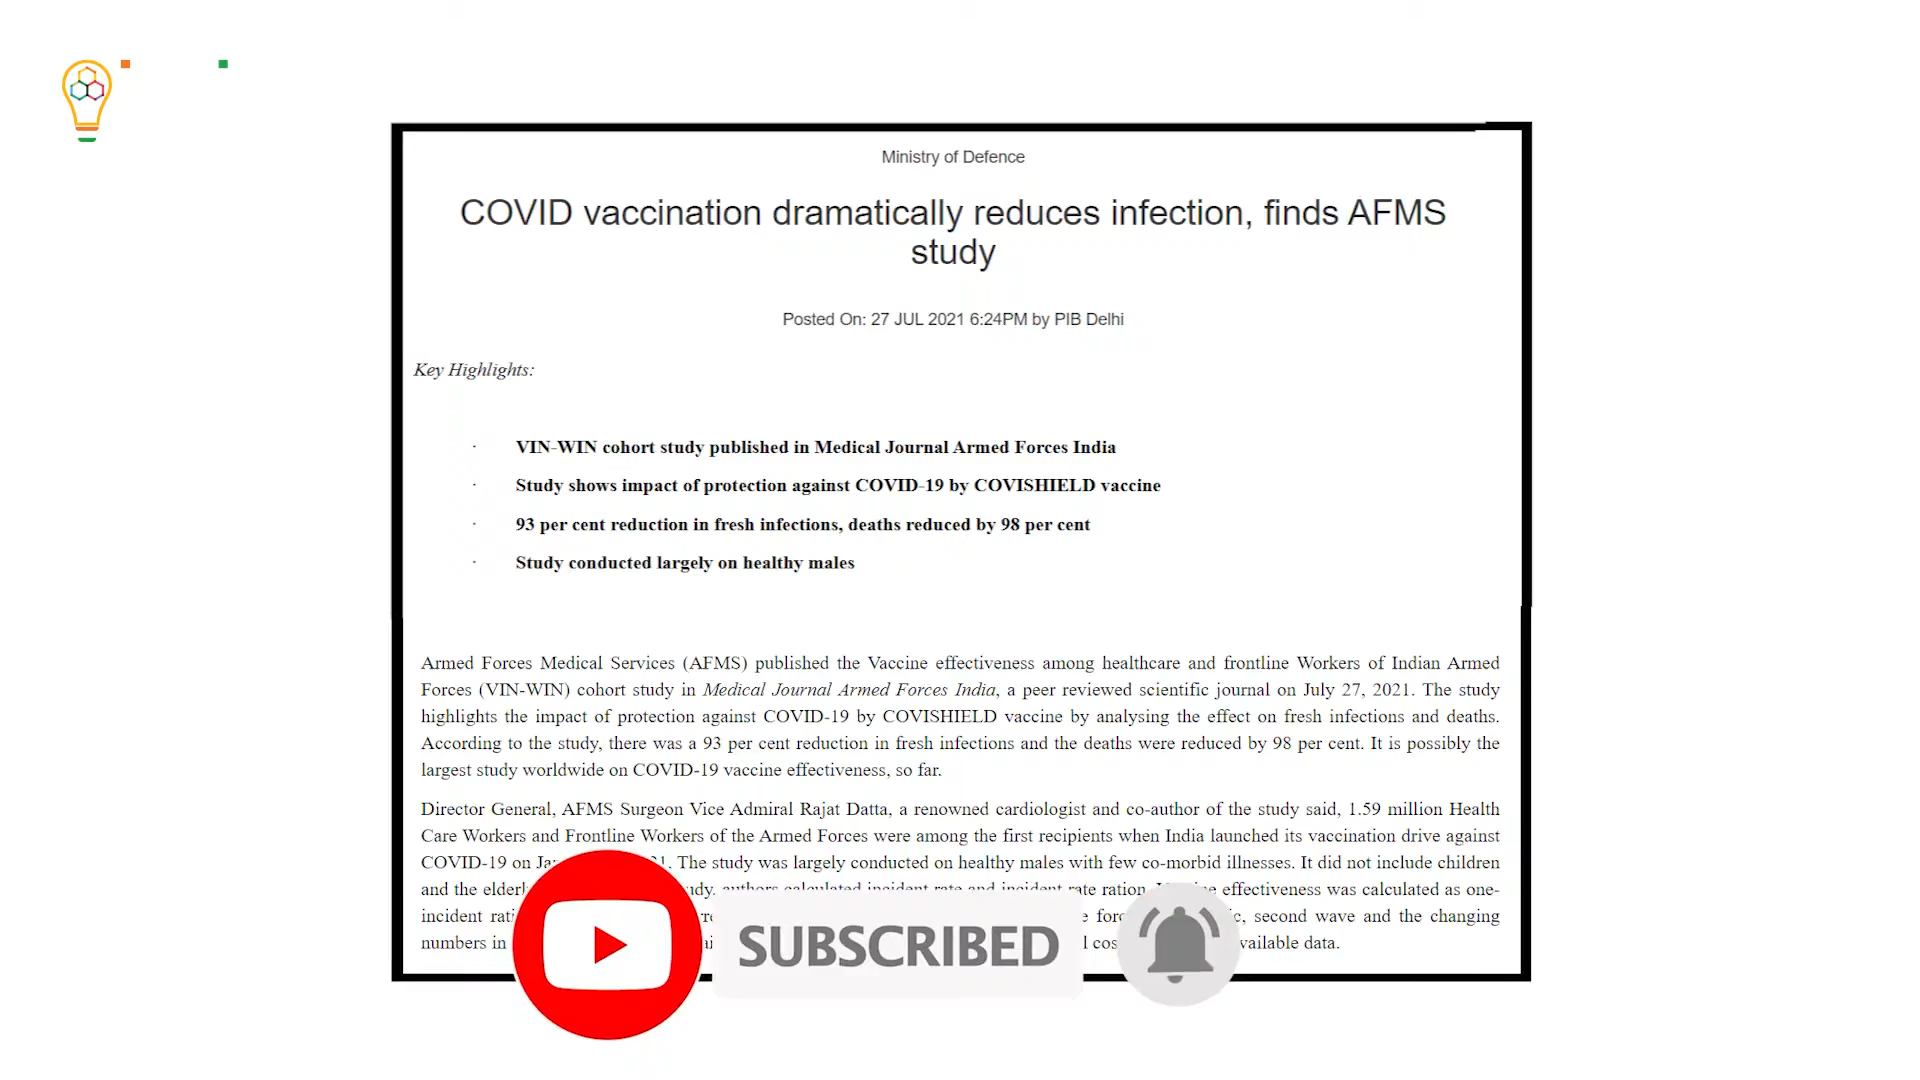 Ministry of Defence
COVID vaccination dramatically reduces infection, finds AFMS
study
Posted On: 27 JUL 2021 6:24PM by PIB Delhi
Key Highlights:
· VIN-WIN cohort study published in Medical Journal Armed Forces India
· Study shows impact of protection against COVID-19 by COVISHIELD vaccine
· 93 per cent reduction in fresh infections, deaths reduced by 98 per cent
· Study conducted largely on healthy males
Armed Forces Medical Services (AFMS) published the Vaccine effectiveness among healthcare and frontline Workers of Indian Armed
Forces (VIN-WIN) cohort study in Medical Journal Armed Forces India, a peer reviewed scientific journal on July 27, 2021. The study
highlights the impact of protection against COVID-19 by COVISHIELD vaccine by analysing the effect on fresh infections and deaths.
According to the study, there was a 93 per cent reduction in fresh infections and the deaths were reduced by 98 per cent. It is possibly the
largest study worldwide on COVID-19 vaccine effectiveness, so far.
Director General, AFMS Surgeon Vice Admiral Rajat Datta, a renowned cardiologist and co-author of the study said, 1.59 million Health
Care Workers and Frontline Workers of the Armed Forces were among the first recipients when India launched its vaccination drive against
COVID-19 on The study was largely conducted on healthy males with few co-morbid illnesses. It did not include children
and the authors calculated incident rate and incident rate ration. effectiveness was calculated as one-
incident second wave and the changing
numbers in available data.
SUBSCRIBED